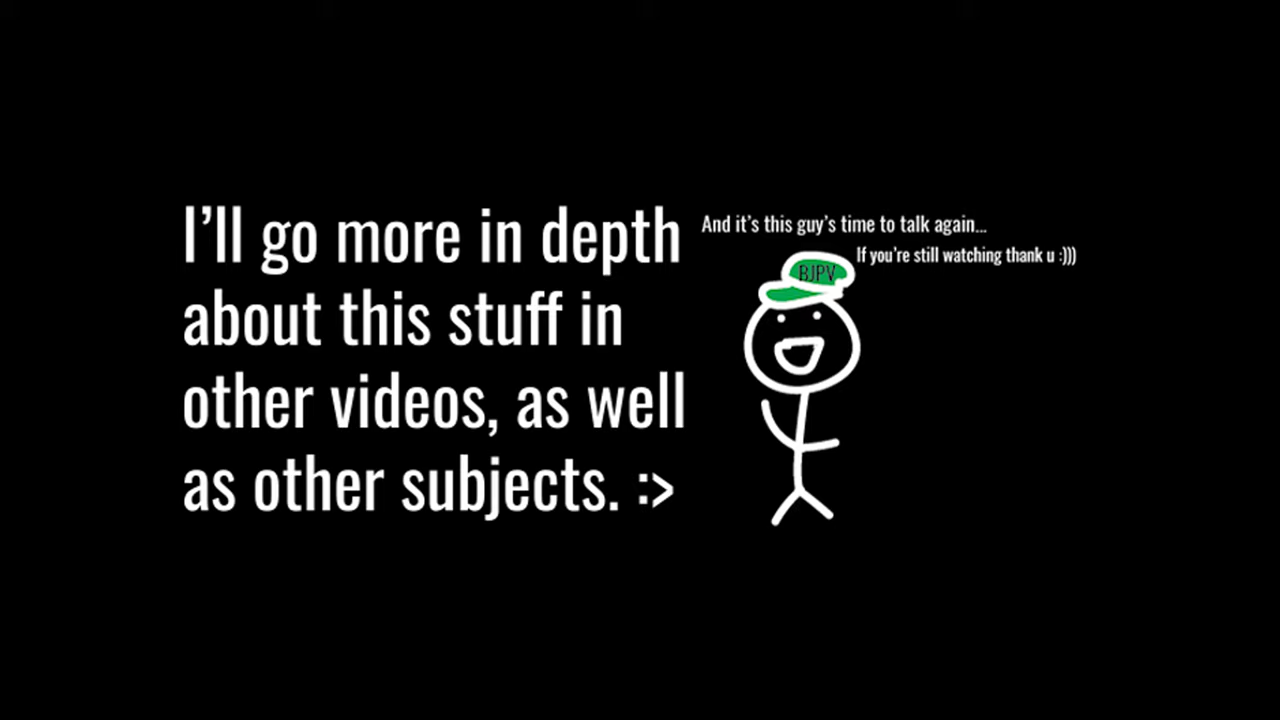 I’ll go more in depth
about this stuff in
other videos, as well
as other subjects. :>
And it’s this guy’s time to talk again...
If you’re still watching thank u :)))
BJPV